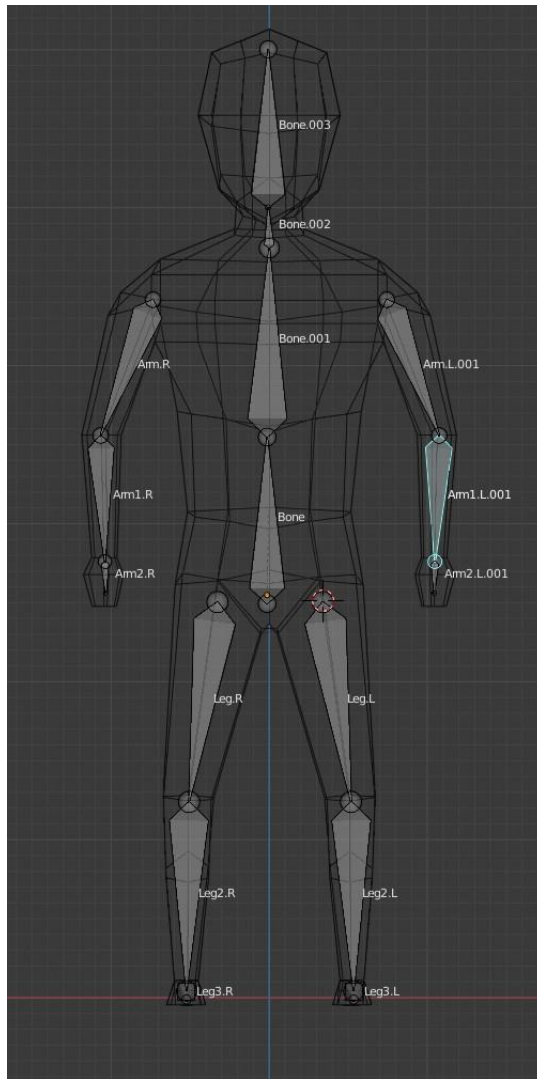 Bone.003
Bone.002
Bone.001
Arm.R
Arm.L.001
Arm1.R
Arm1.L.001
Bone
Arm2.R
Arm2.L.001
Leg.R
Leg.L
Leg2.R
Leg2.L
Leg3.R
Leg3.L